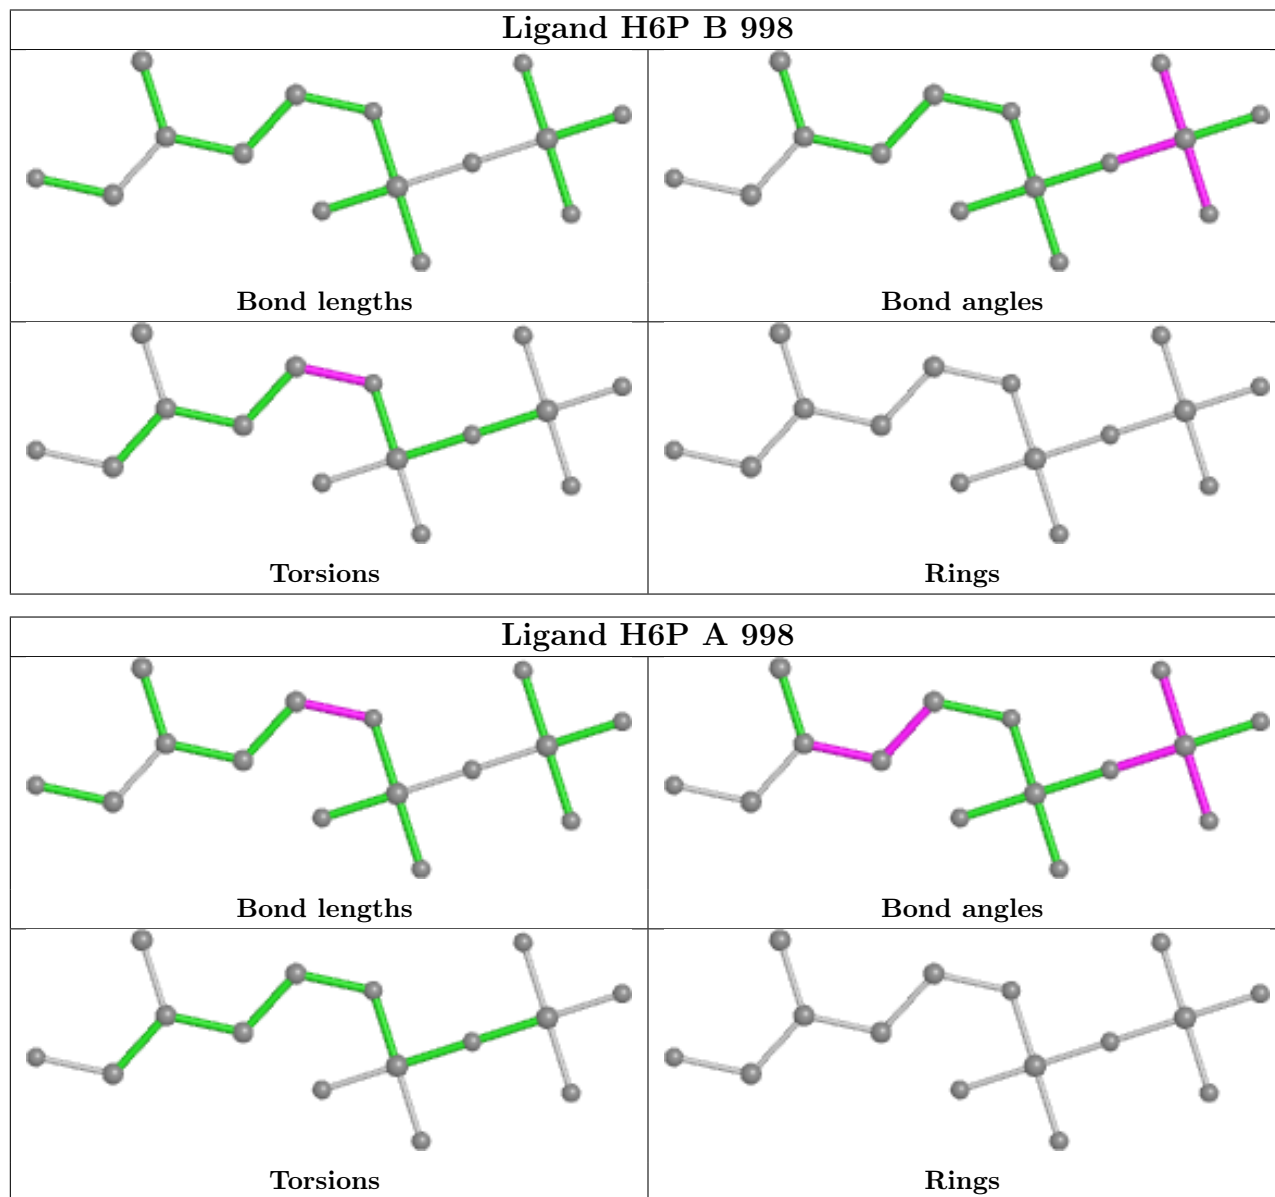 Ligand H6P B 998
Bond lengths
Bond angles
Torsions
Rings
Ligand H6P A 998
Bond lengths
Bond angles
Torsions
Rings